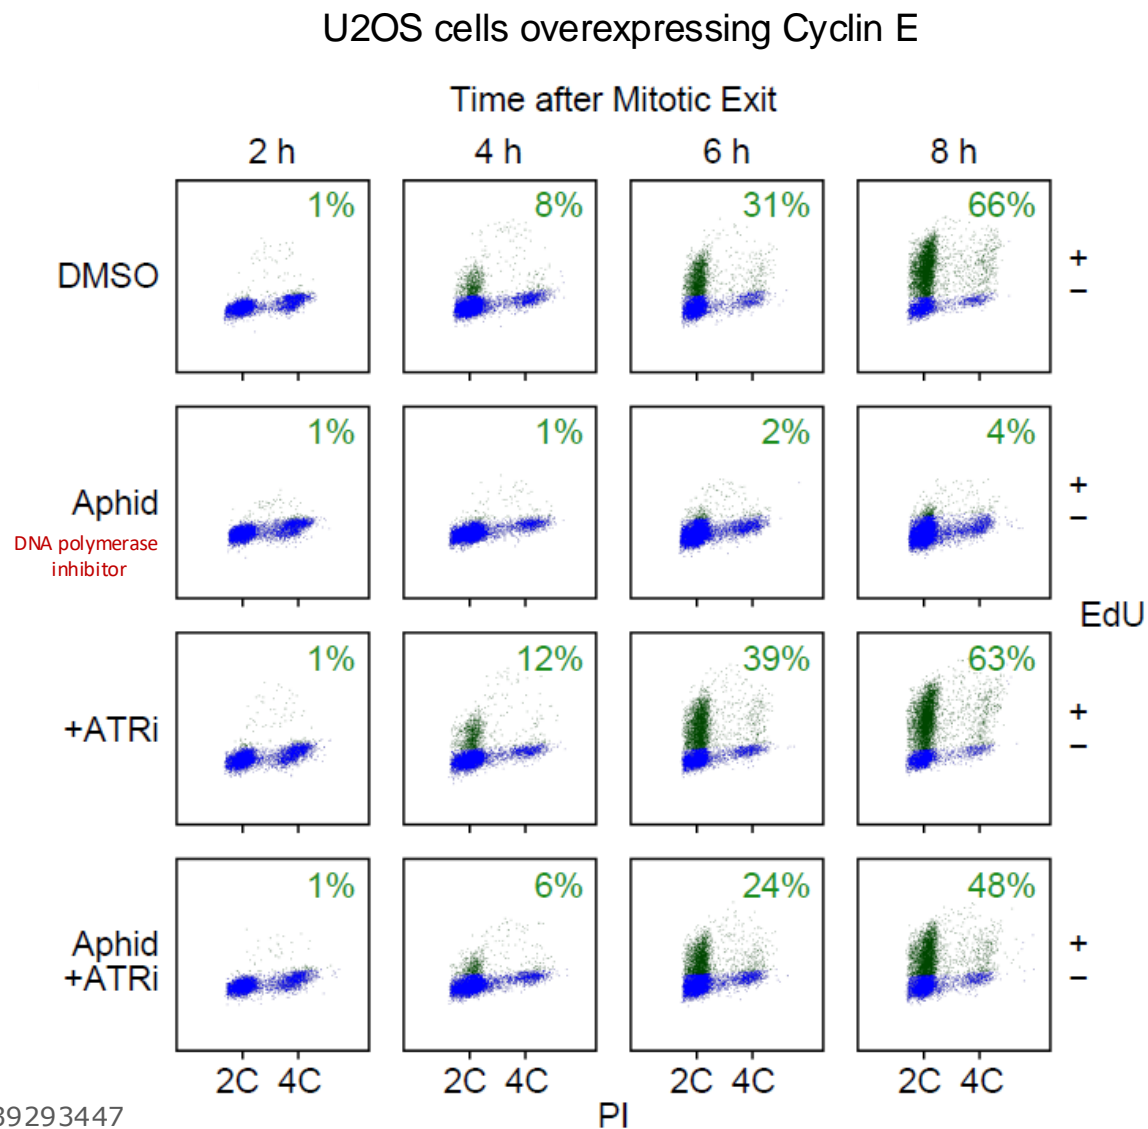 U2OS cells overexpressing Cyclin E
Time after Mitotic Exit
2 h 4 h 6 h 8 h
DMSO 1% 8% 31% 66% +
−
Aphid 1% 1% 2% 4% +
−
DNA polymerase
inhibitor
EdU
+ATRi 1% 12% 39% 63% +
−
Aphid 1% 6% 24% 48% +
+ATRi −
2C 4C 2C 4C 2C 4C 2C 4C
PI
39293447